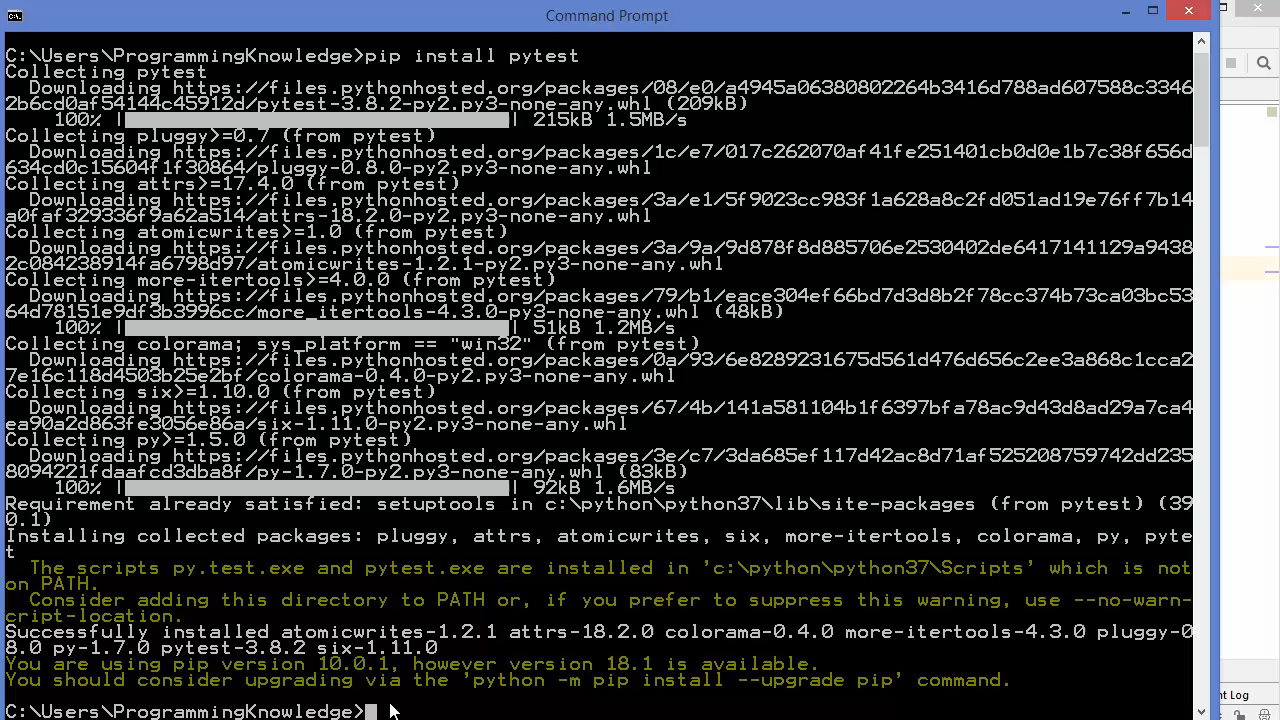 Command Prompt
C:\Users\ProgrammingKnowledge>pip install pytest
Collecting pytest
Downloading https://files.pythonhosted.org/packages/08/e0/a4945a06380802264b3416d788ad607588c3346
2b6cd0af54144c45912d/pytest-3.8.2-py2.py3-none-any.whl (209kB)
100% | | 215kB 1.5MB/s
Collecting pluggy>=0.7 (from pytest)
Downloading https://files.pythonhosted.org/packages/1c/e7/017c262070af41fe251401cb0d0e1b7c38f656d
634cd0c15604f1f30864/pluggy-0.8.0-py2.py3-none-any.whl
Collecting attrs>=17.4.0 (from pytest)
Downloading https://files.pythonhosted.org/packages/3a/e1/5f9023cc983f1a628a8c2fd051ad19e76ff7b14
a0faf329336f9a62a514/attrs-18.2.0-py2.py3-none-any.whl
Collecting atomicwrites>=1.0 (from pytest)
Downloading https://files.pythonhosted.org/packages/3a/9a/9d878f8d885706e2530402de6417141129a9438
2c084238914fa6798d97/atomicwrites-1.2.1-py2.py3-none-any.whl
Collecting more-itertools>=4.0.0 (from pytest)
Downloading https://files.pythonhosted.org/packages/79/b1/eace304ef66bd7d3d8b2f78cc374b73ca03bc53
64d78151e9df3b3996cc/more_itertools-4.3.0-py3-none-any.whl (48kB)
100% | | 51kB 1.2MB/s
Collecting colorama; sys_platform == "win32" (from pytest)
Downloading https://files.pythonhosted.org/packages/0a/93/6e8289231675d561d476d656c2ee3a868c1cca2
7e16c118d4503b25e2bf/colorama-0.4.0-py2.py3-none-any.whl
Collecting six>=1.10.0 (from pytest)
Downloading https://files.pythonhosted.org/packages/67/4b/141a581104b1f6397bfa78ac9d43d8ad29a7ca4
ea90a2d863fe3056e86a/six-1.11.0-py2.py3-none-any.whl
Collecting py>=1.5.0 (from pytest)
Downloading https://files.pythonhosted.org/packages/3e/c7/3da685ef117d42ac8d71af525208759742dd235
8094221fdaafcd3dba8f/py-1.7.0-py2.py3-none-any.whl (83kB)
100% | | 92kB 1.6MB/s
Requirement already satisfied: setuptools in c:\python\python37\lib\site-packages (from pytest) (39
0.1)
Installing collected packages: pluggy, attrs, atomicwrites, six, more-itertools, colorama, py, pyte
t
The scripts py.test.exe and pytest.exe are installed in 'c:\python\python37\Scripts' which is not
on PATH.
Consider adding this directory to PATH or, if you prefer to suppress this warning, use --no-warn-
cript-location.
Successfully installed atomicwrites-1.2.1 attrs-18.2.0 colorama-0.4.0 more-itertools-4.3.0 pluggy-0
8.0 py-1.7.0 pytest-3.8.2 six-1.11.0
You are using pip version 10.0.1, however version 18.1 is available.
You should consider upgrading via the 'python -m pip install --upgrade pip' command.
nt Log
C:\Users\ProgrammingKnowledge>